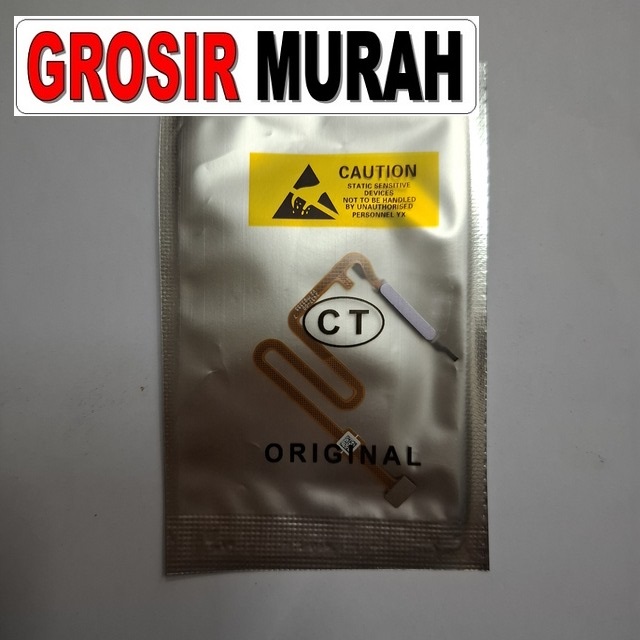 GROSIR MURAH
CAUTION
STATIC SENSITIVE
DEVICES
NOT TO BE HANDLED
BY UNAUTHORISED
PERSONNEL YX
CT
ORIGINAL